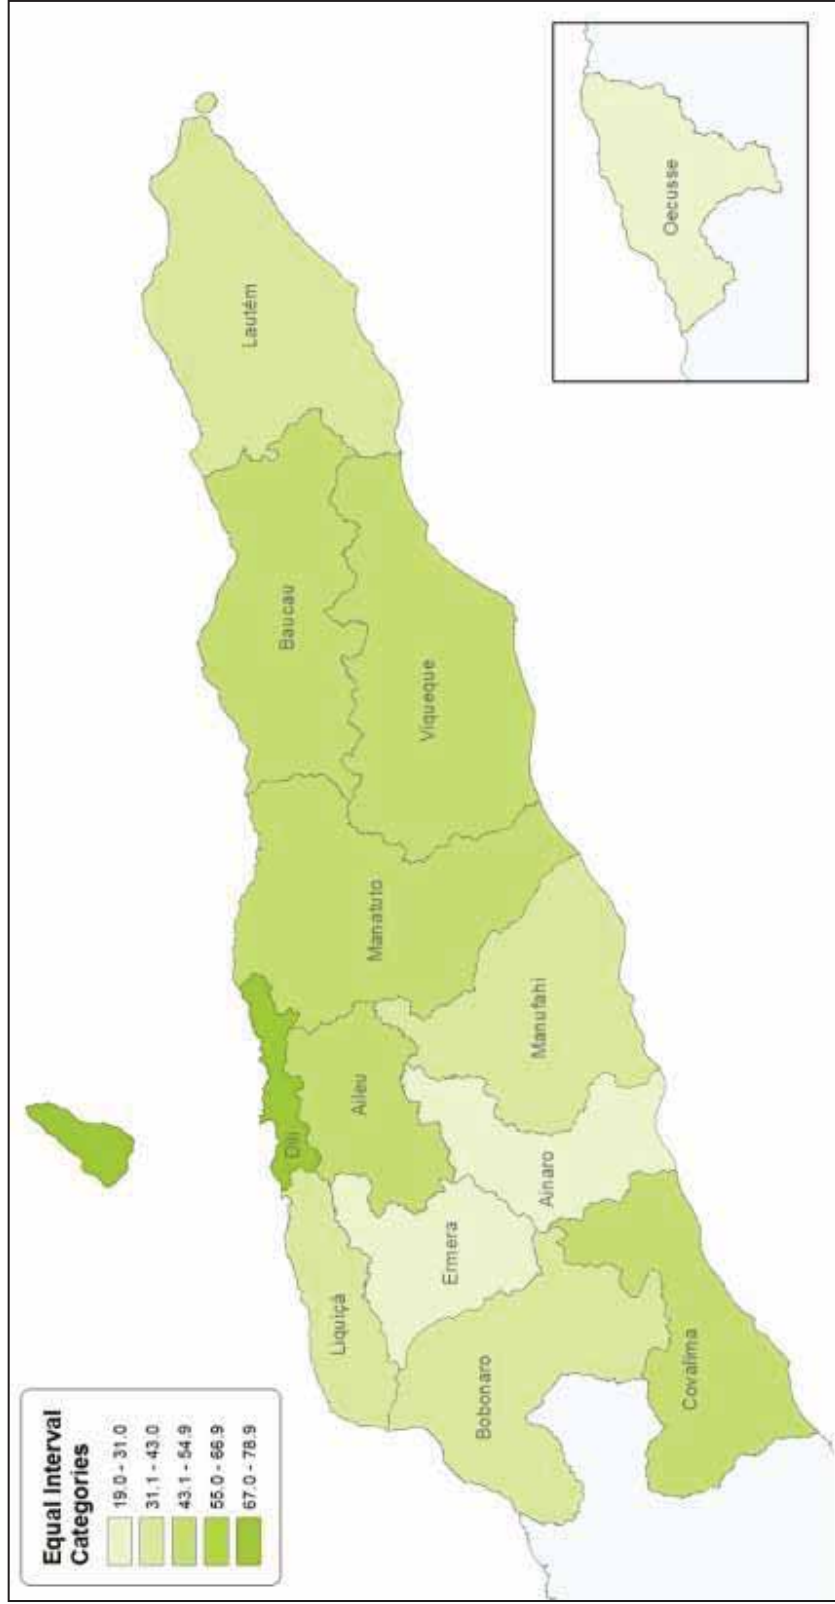 Equal Interval
Categories
19.0 - 31.0
31.1 - 43.0
43.1 - 54.9
55.0 - 66.9
67.0 - 78.9
Lautém
Baucau
Viqueque
Manatuto
Dili
Aileu
Manufahi
Ainaro
Ermera
Liquiçá
Bobonaro
Covalima
Oecusse